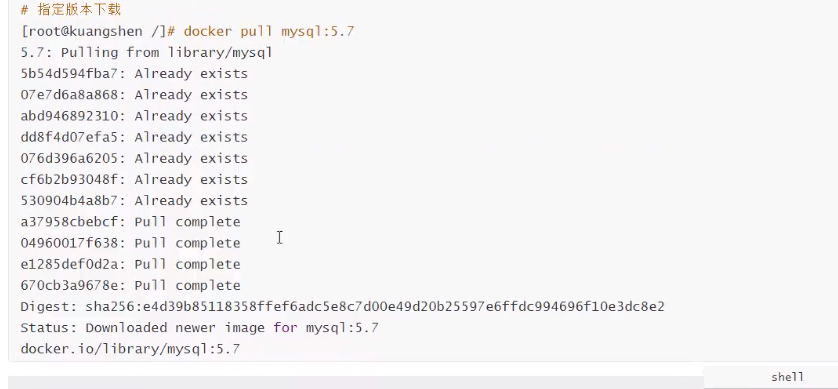 # 指定版本下载
[root@kuangshen /]# docker pull mysql:5.7
5.7: Pulling from library/mysql
5b54d594fba7: Already exists
07e7d6a8a868: Already exists
abd946892310: Already exists
dd8f4d07efa5: Already exists
076d396a6205: Already exists
cf6b2b93048f: Already exists
530904b4a8b7: Already exists
a37958cbebcf: Pull complete
04960017f638: Pull complete
e1285def0d2a: Pull complete
670cb3a9678e: Pull complete
Digest: sha256:e4d39b85118358ffef6adc5e8c7d00e49d20b25597e6ffdc994696f10e3dc8e2
Status: Downloaded newer image for mysql:5.7
docker.io/library/mysql:5.7
shell